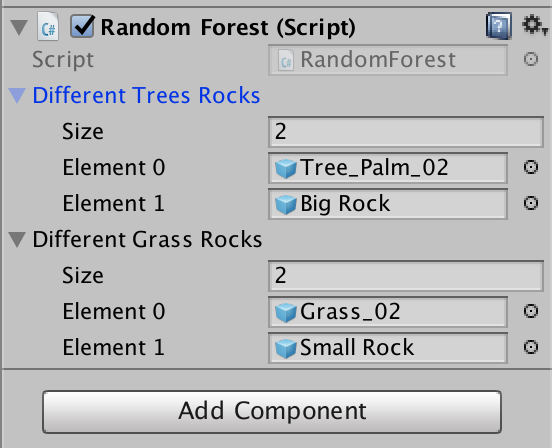 Random Forest (Script)
Script RandomForest
Different Trees Rocks
Size 2
Element 0 Tree_Palm_02
Element 1 Big Rock
Different Grass Rocks
Size 2
Element 0 Grass_02
Element 1 Small Rock
Add Component